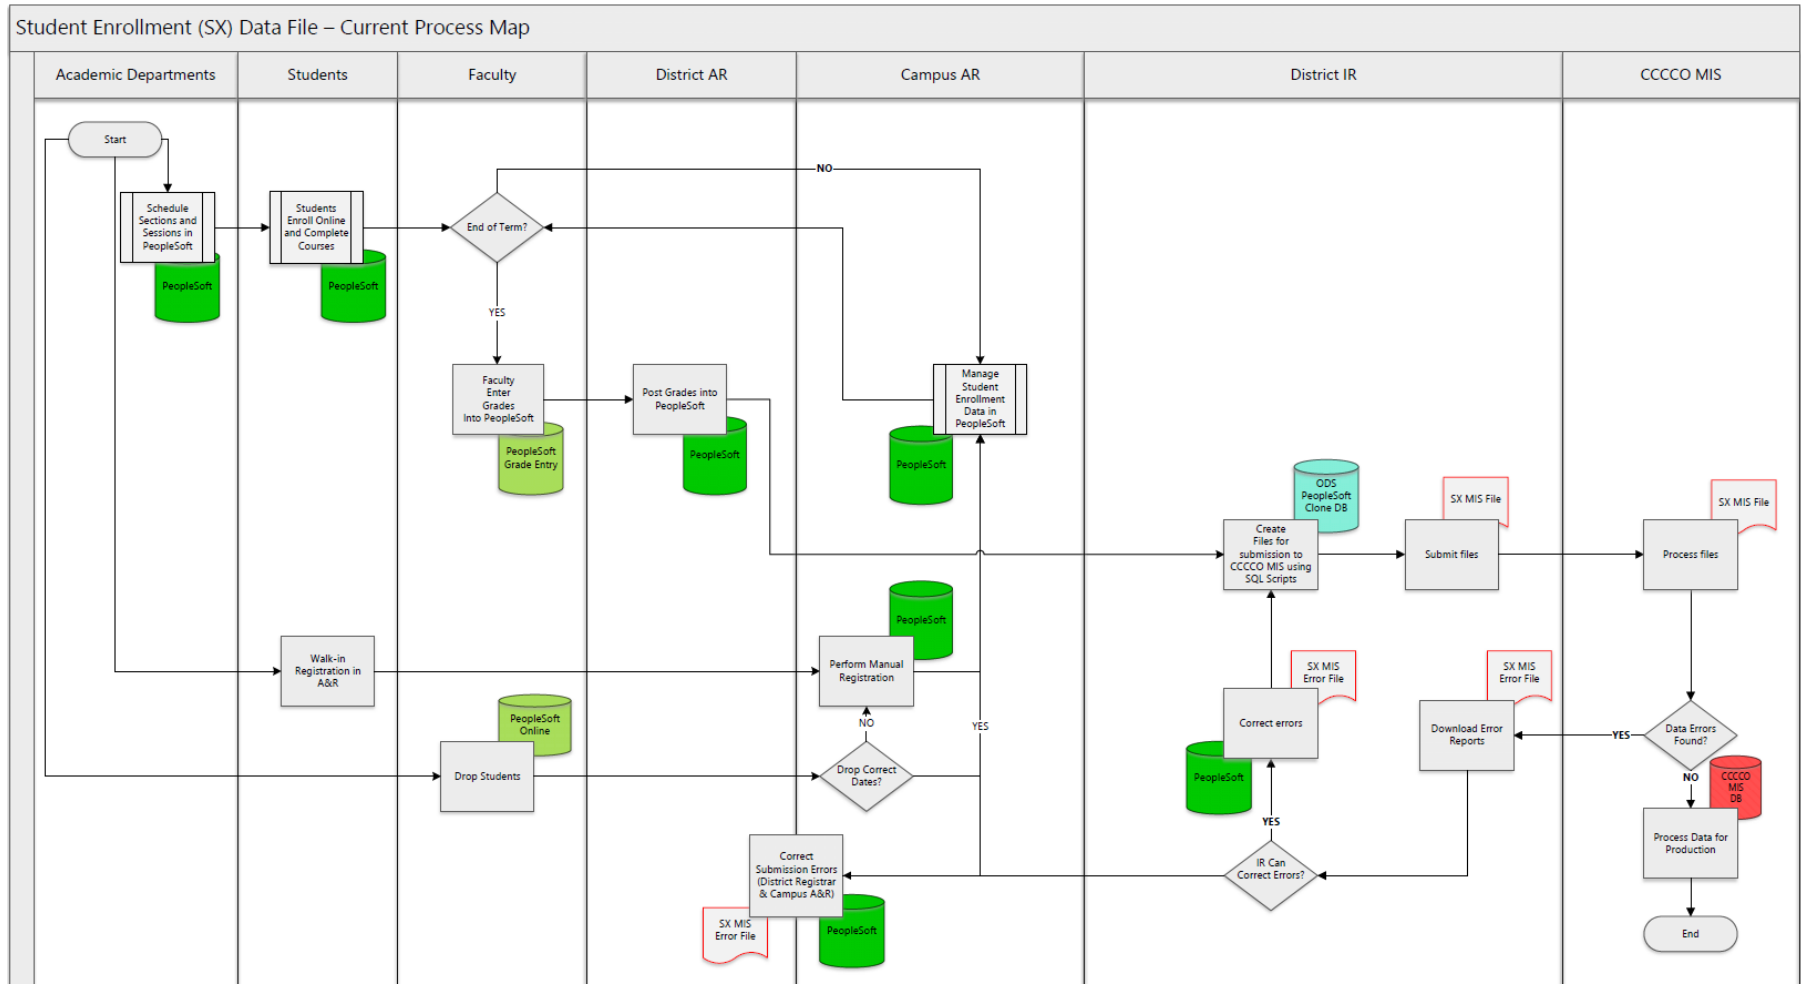 Student Enrollment (SX) Data File – Current Process Map
Academic Departments
Students
Faculty
District AR
Campus AR
District IR
CCCCO MIS
Start
NO
Schedule
Sections and
Sessions in
PeopleSoft
PeopleSoft
Students
Enroll Online
and Complete
Courses
PeopleSoft
End of Term?
YES
Faculty
Enter
Grades
Into PeopleSoft
PeopleSoft
Grade Entry
Post Grades into
PeopleSoft
PeopleSoft
Manage
Student
Enrollment
Data in
PeopleSoft
PeopleSoft
ODS
PeopleSoft
Clone DB
Create
Files for
submission to
CCCCO MIS using
SQL Scripts
SX MIS File
Submit files
SX MIS File
Process files
PeopleSoft
Walk-in
Registration in
A&R
Perform Manual
Registration
NO
YES
PeopleSoft
Online
Drop Students
Drop Correct
Dates?
SX MIS
Error File
Correct errors
PeopleSoft
YES
SX MIS
Error File
Download Error
Reports
YES
Data Errors
Found?
NO
CCCCO
MIS
DB
Process Data for
Production
Correct
Submission Errors
(District Registrar
& Campus A&R)
SX MIS
Error File
PeopleSoft
IR Can
Correct Errors?
End